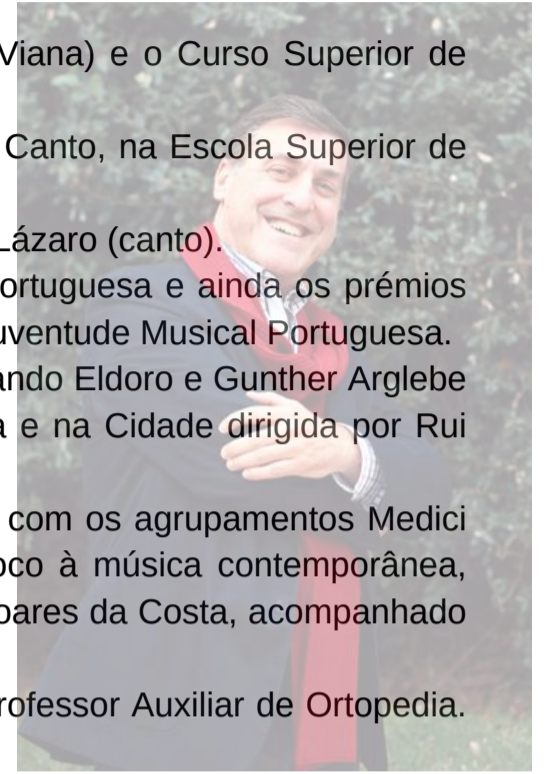 Viana) e o Curso Superior de
Canto, na Escola Superior de
Lázaro (canto).
ortuguesa e ainda os prémios
uventude Musical Portuguesa.
ando Eldoro e Gunther Arglebe
a e na Cidade dirigida por Rui
com os agrupamentos Medici
oco à música contemporânea,
oares da Costa, acompanhado
rofessor Auxiliar de Ortopedia.